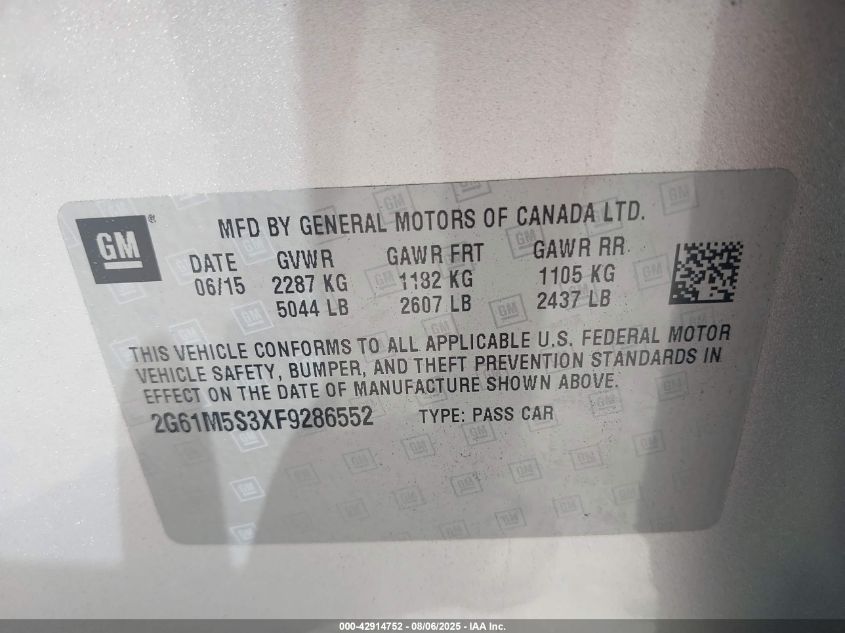 GM
®
MFD BY GENERAL MOTORS OF CANADA LTD.
DATE GVWR GAWR FRT GAWR RR
06/15 2287 KG 1182 KG 1105 KG
5044 LB 2607 LB 2437 LB
THIS VEHICLE CONFORMS TO ALL APPLICABLE U.S. FEDERAL MOTOR
VEHICLE SAFETY, BUMPER, AND THEFT PREVENTION STANDARDS IN
EFFECT ON THE DATE OF MANUFACTURE SHOWN ABOVE.
2G61M5S3XF9286552 TYPE: PASS CAR
000-42914752 - 08/06/2025 - IAA Inc.